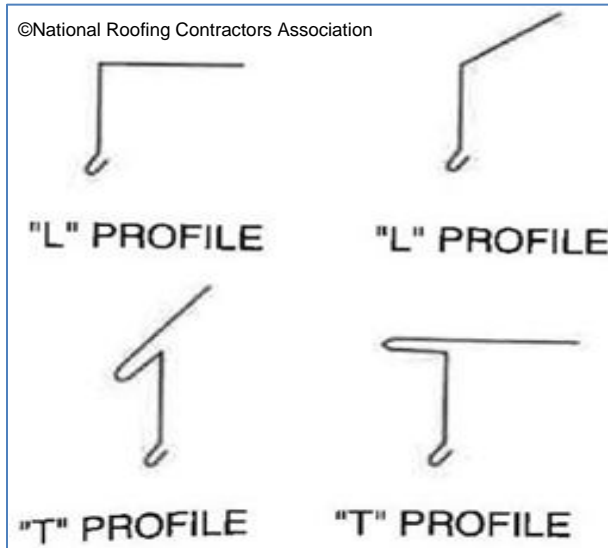 ©National Roofing Contractors Association
"L" PROFILE
"L" PROFILE
"T" PROFILE
"T" PROFILE